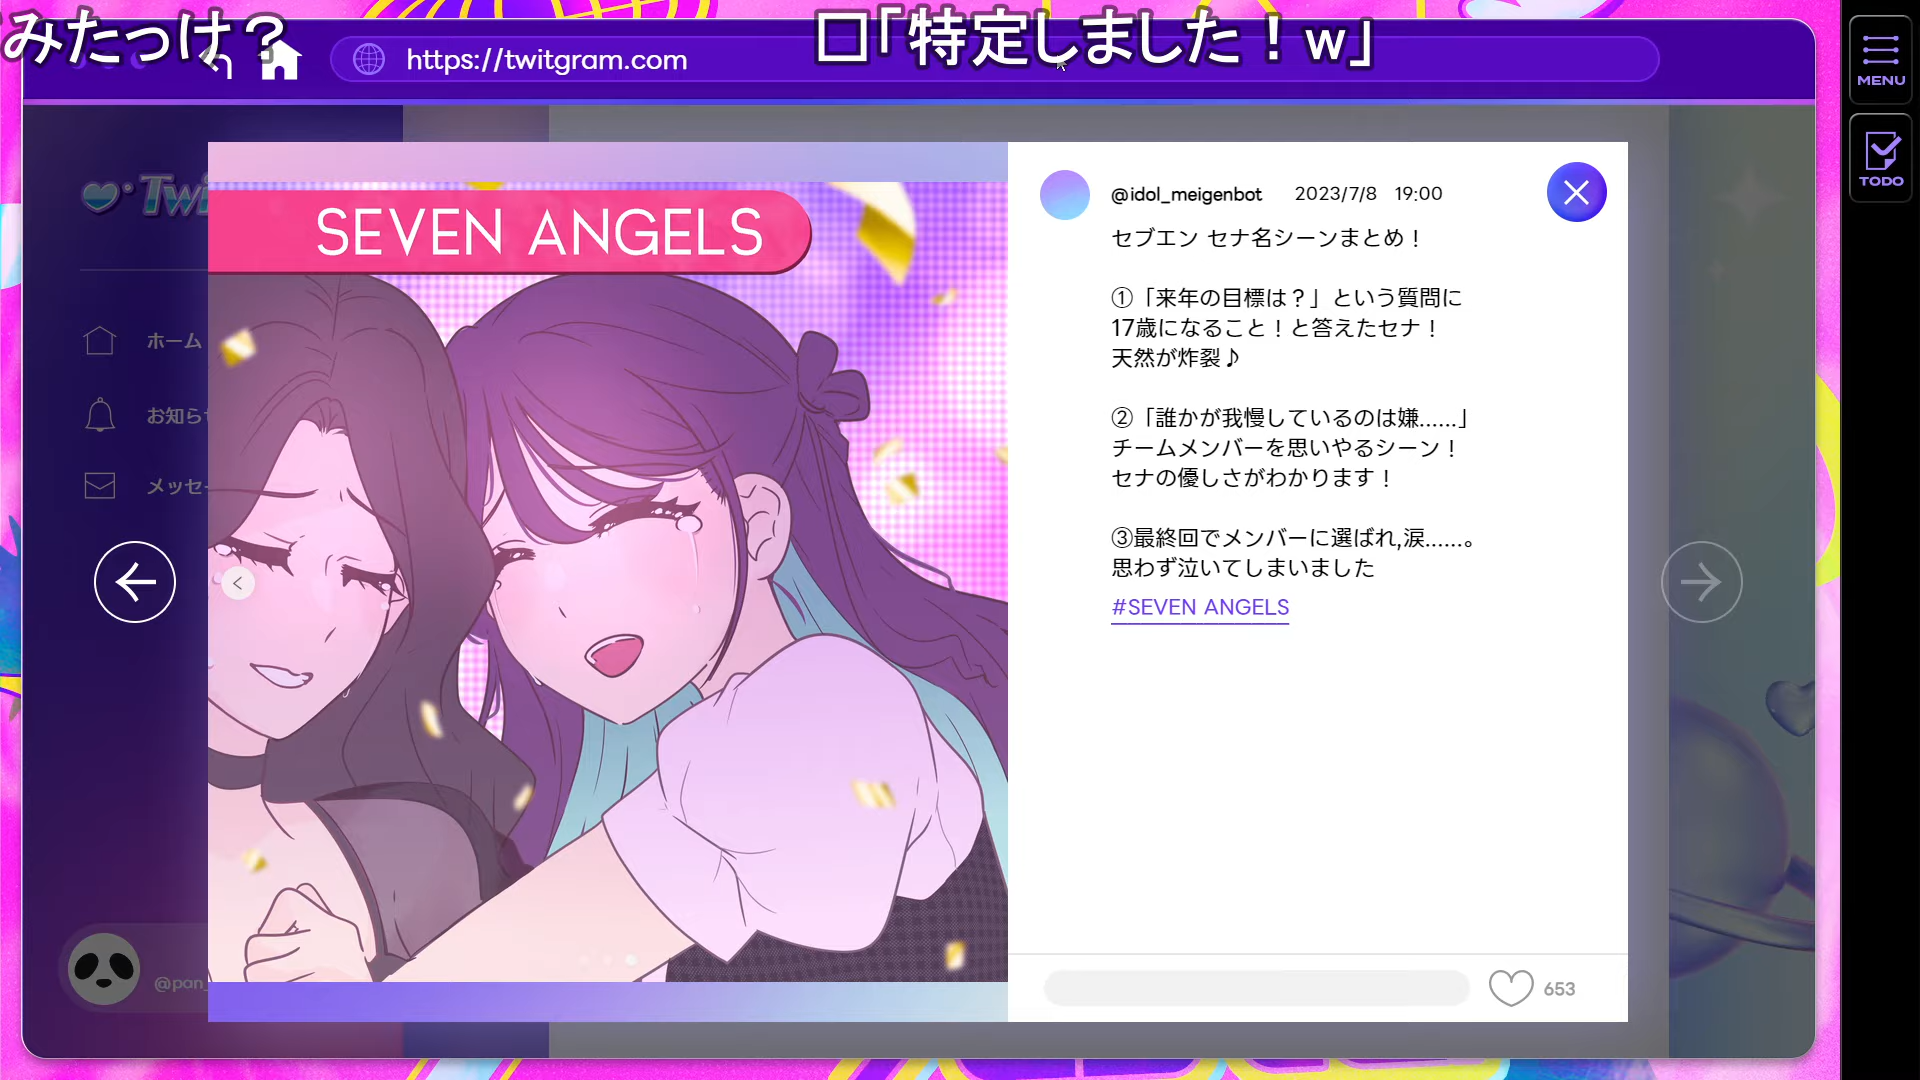 みたっけ？
□「特定しました！ｗ」
https://twitgram.com
MENU
TODO
Twi
ホーム
お知らせ
メッセー
@pan_
SEVEN ANGELS
@idol_meigenbot 2023/7/8 19:00
セブエン セナ名シーンまとめ！
①「来年の目標は？」という質問に
17歳になること！と答えたセナ！
天然が炸裂♪
②「誰かが我慢しているのは嫌......」
チームメンバーを思いやるシーン！
セナの優しさがわかります！
③最終回でメンバーに選ばれ,涙......。
思わず泣いてしまいました
#SEVEN ANGELS
653